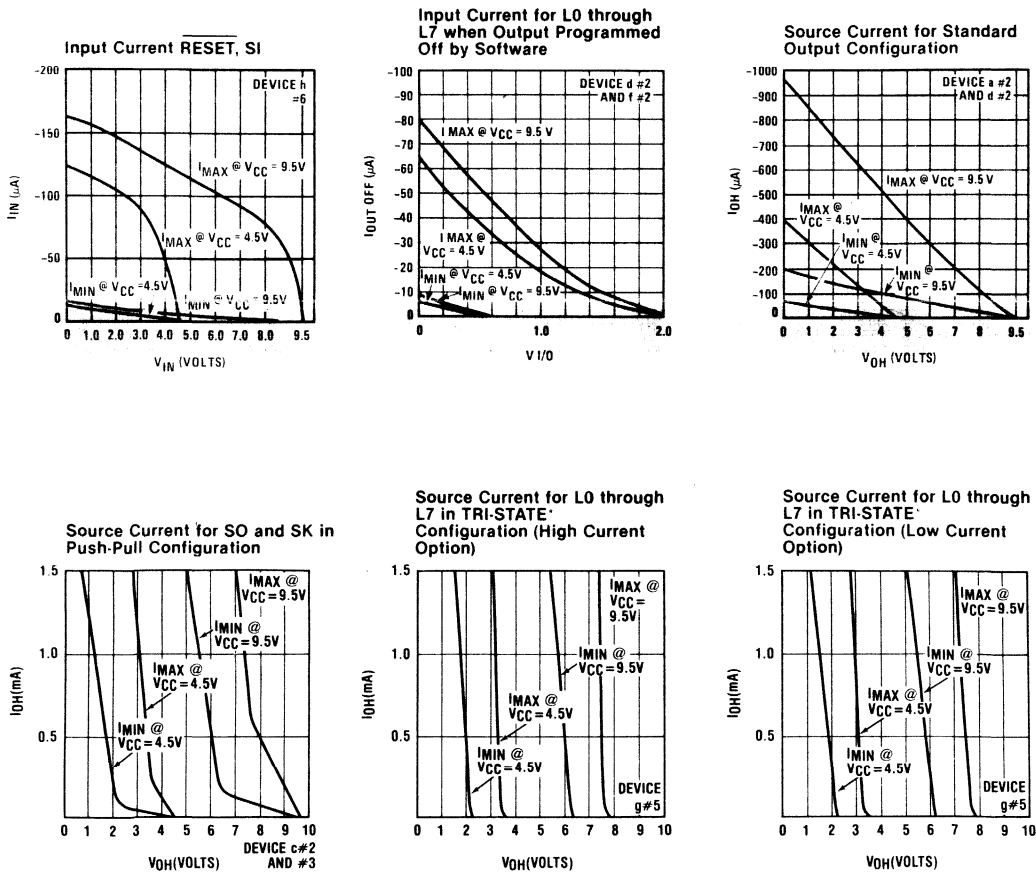 Input Current RESET, SI
-200
-150
-100
-50
0
I IN (μA)
DEVICE h
#6
IMAX @ VCC = 9.5V
IMAX @ VCC = 4.5V
IMIN @ VCC =4.5V
IMIN @ VCC = 9.5V
0 1.0 2.0 3.0 4.0 5.0 6.0 7.0 8.0 9.5
VIN (VOLTS)
Input Current for L0 through
L7 when Output Programmed
Off by Software
-100
-90
-80
-70
-60
-50
-40
-30
-20
-10
0
IOUT OFF (μA)
DEVICE d #2
AND f #2
I MAX @ VCC = 9.5 V
I MAX @
VCC = 4.5 V
IMIN @ VCC = 4.5V
IMIN @ VCC = 9.5V
0 1.0 2.0
V I/O
Source Current for Standard
Output Configuration
-1000
-900
-800
-700
-600
-500
-400
-300
-200
-100
0
IOH (μA)
DEVICE a #2
AND d #2
IMAX @ VCC = 9.5V
IMAX @
VCC = 4.5V
IMIN @
VCC = 4.5V
IMIN @
VCC = 9.5V
0 1 2 3 4 5 6 7 8 9.5
VOH (VOLTS)
Source Current for SO and SK in
Push-Pull Configuration
1.5
1.0
0.5
IOH(mA)
IMAX @
VCC=9.5V
IMIN @
VCC=9.5V
IMAX @
VCC=4.5V
IMIN @
VCC=4.5V
0 1 2 3 4 5 6 7 8 9 10
VOH(VOLTS)
DEVICE c#2
AND #3
Source Current for L0 through
L7 in TRI-STATE
Configuration (High Current
Option)
1.5
1.0
0.5
IOH(mA)
IMAX @
VCC=
9.5V
IMIN @
VCC=9.5V
IMAX @
VCC=4.5V
IMIN @
VCC=4.5V
DEVICE
g#5
0 1 2 3 4 5 6 7 8 9 10
VOH(VOLTS)
Source Current for L0 through
L7 in TRI-STATE
Configuration (Low Current
Option)
1.5
1.0
0.5
IOH(mA)
IMAX @
VCC=9.5V
IMIN @
VCC=9.5V
IMAX @
VCC=4.5V
IMIN @
VCC=4.5V
DEVICE
g#5
0 1 2 3 4 5 6 7 8 9 10
VOH(VOLTS)